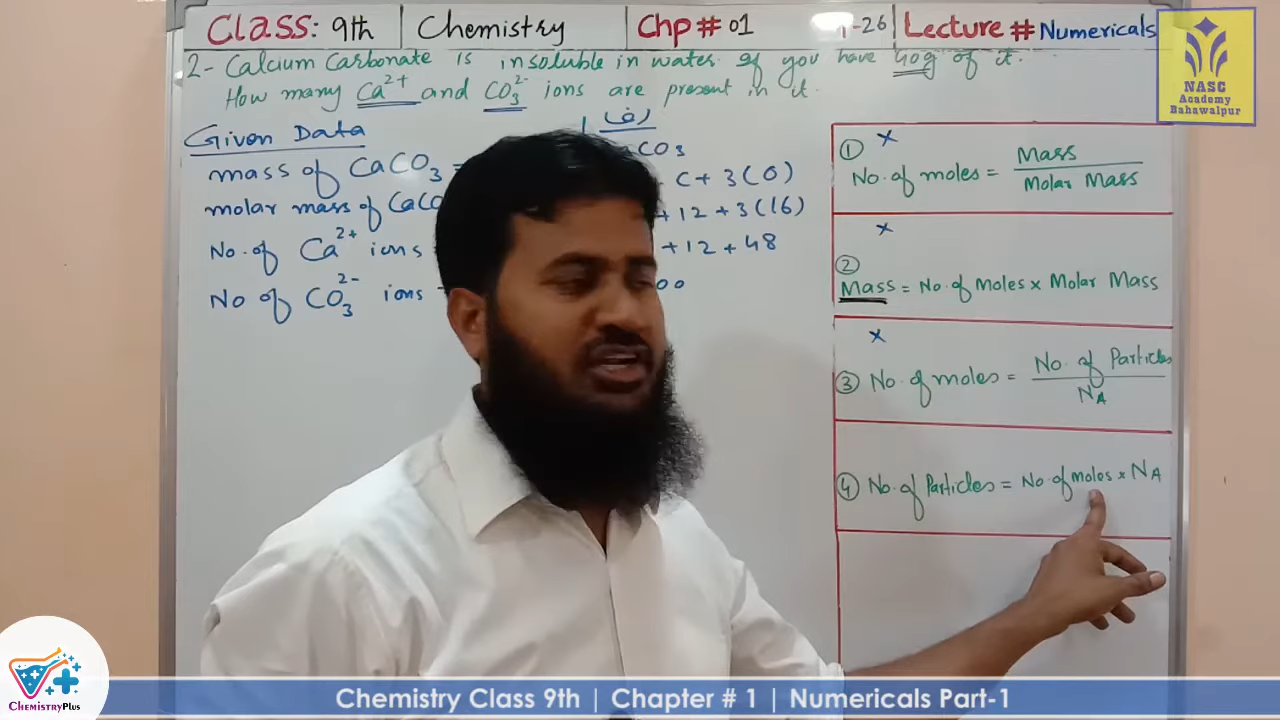 Class: 9th | Chemistry | Chp # 01 | -26 | Lecture # Numericals
2- Calcium Carbonate is insoluble in water. If you have 40g of it.
How many Ca²⁺ and CO₃²⁻ ions are present in it.
Given Data
mass of CaCO₃ =
molar mass of CaCO
No. of Ca²⁺ ions
No of CO₃²⁻ ions
رف
aCO₃
+ C + 3(O)
+ 12 + 3(16)
+ 12 + 48
00
① ×
No. of moles = Mass / Molar Mass
×
②
Mass = No. of Moles × Molar Mass
×
③ No. of moles = No. of Particles / NA
④ No. of Particles = No. of moles × NA
NASC
Academy
Bahawalpur
ChemistryPlus
Chemistry Class 9th | Chapter # 1 | Numericals Part-1